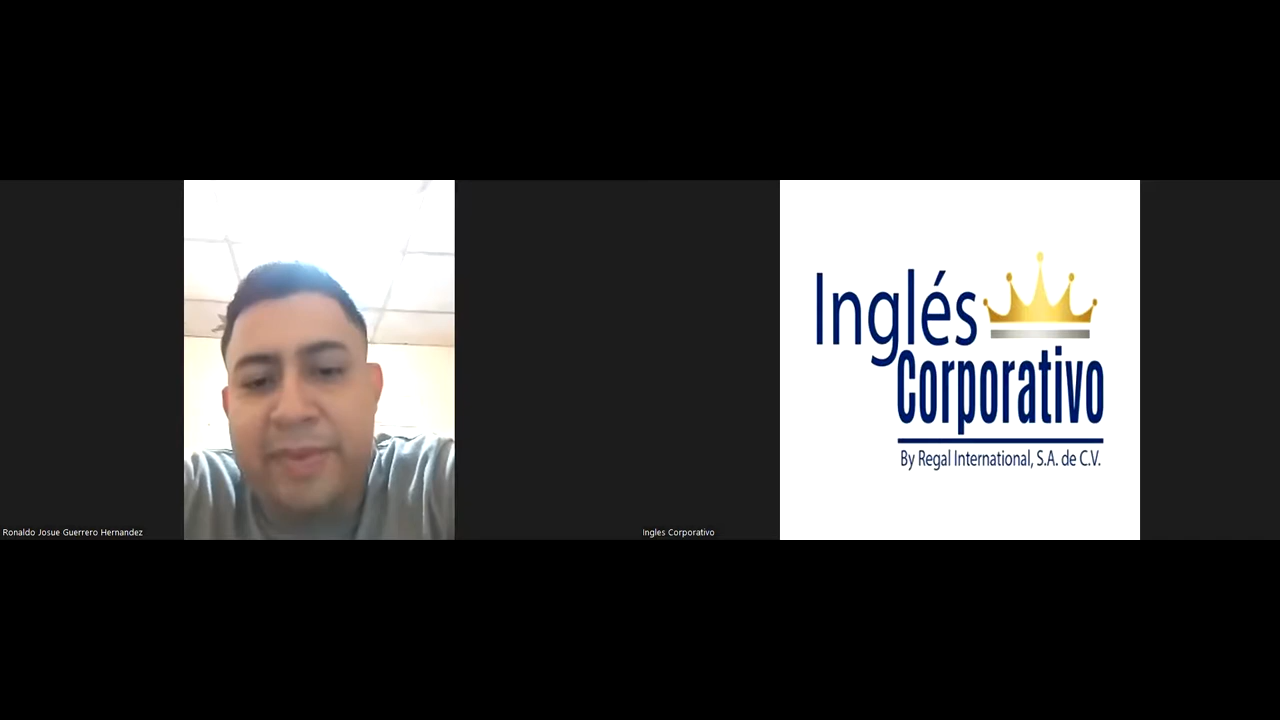 Inglés
Corporativo
By Regal International, S.A. de C.V.
Ronaldo Josue Guerrero Hernandez
Ingles Corporativo